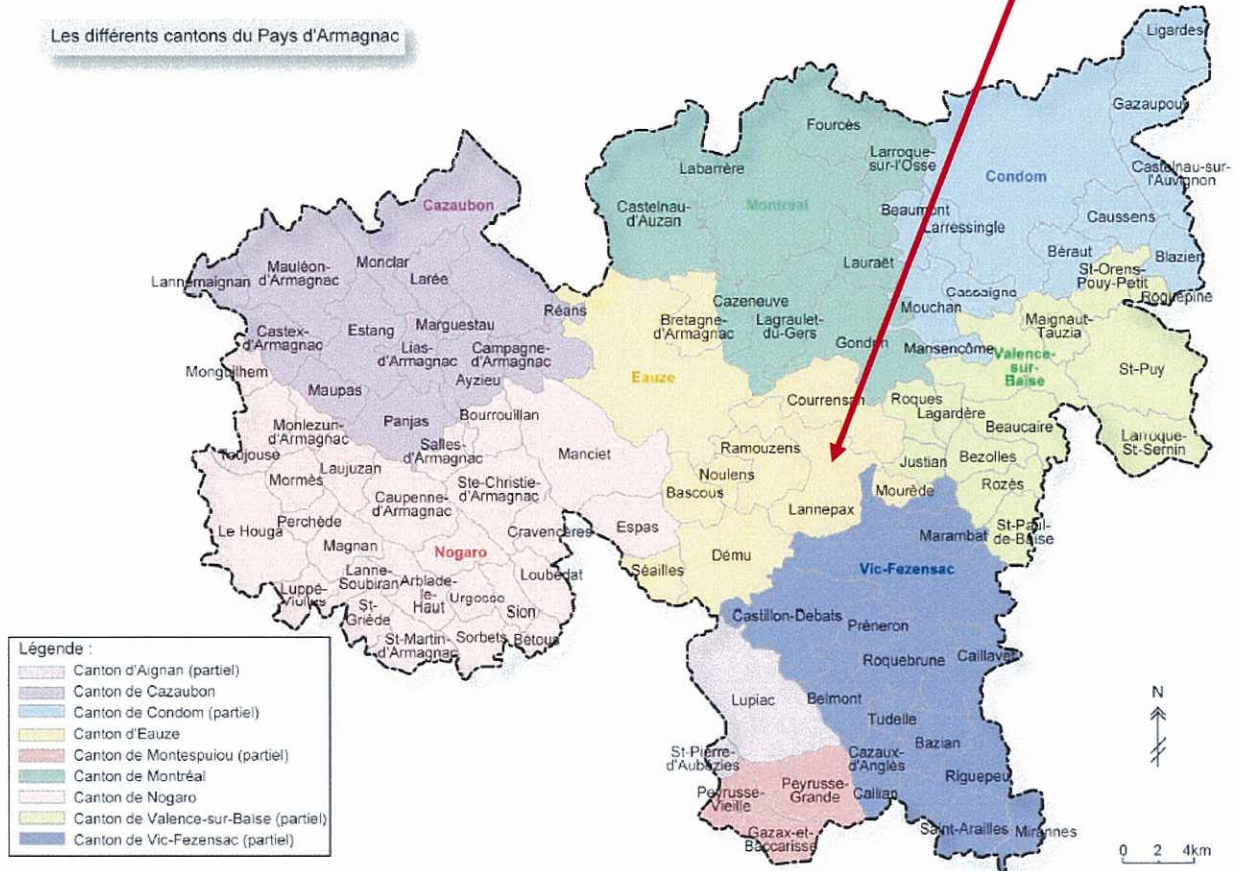 Les différents cantons du Pays d'Armagnac
Ligardes
Gazaupouy
Fourcès
Larroque-
sur-l'Osse
Labarrère
Condom
Castelnau-sur-
l'Auvignon
Cazaubon
Castelnau-
d'Auzan
Montréal
Beaumont
Larressingle
Caussens
Lannemaignan
Mauléon-
d'Armagnac
Monclar
Larée
Lauraët
Béraut
Blaziert
St-Orens-
Pouy-Petit
Roquepine
Réans
Cazeneuve
Cassaigne
Mouchan
Castex-
d'Armagnac
Estang
Marguestau
Bretagne-
d'Armagnac
Lagraulet-
du-Gers
Maignaut-
Tauzia
Lias-
d'Armagnac
Campagne-
d'Armagnac
Gondrin
Mansencôme
Valence-
sur-
Baïse
Monguilhem
Ayzieu
Eauze
St-Puy
Maupas
Courrensan
Roques
Panjas
Bourrouillan
Lagardère
Monlezun-
d'Armagnac
Beaucaire
Toujouse
Salles-
d'Armagnac
Manciet
Ramouzens
Larroque-
St-Sernin
Laujuzan
Justian
Bezolles
Mormès
Ste-Christie-
d'Armagnac
Noulens
Caupenne-
d'Armagnac
Bascous
Mourède
Rozès
Le Houga
Perchède
Espas
Lannepax
Cravencères
Marambat
St-Paul-
de-Baïse
Magnan
Nogaro
Dému
Lanne-
Soubiran
Arblade-
le-
Haut
Loubédat
Séailles
Vic-Fezensac
Luppé-
Violles
Urgosse
St-
Griède
Sion
Castillon-Debats
Préneron
St-Martin-
d'Armagnac
Sorbets
Bétous
Roquebrune
Caillavet
Lupiac
Belmont
Tudelle
St-Pierre-
d'Aubézies
Cazaux-
d'Anglès
Bazian
Riguepeu
Peyrusse-
Vieille
Peyrusse-
Grande
Callian
Gazax-et-
Baccarisse
Saint-Arailles
Mirannes
Légende :
Canton d'Aignan (partiel)
Canton de Cazaubon
Canton de Condom (partiel)
Canton d'Eauze
Canton de Montespuiou (partiel)
Canton de Montréal
Canton de Nogaro
Canton de Valence-sur-Baïse (partiel)
Canton de Vic-Fezensac (partiel)
N
0 2 4km